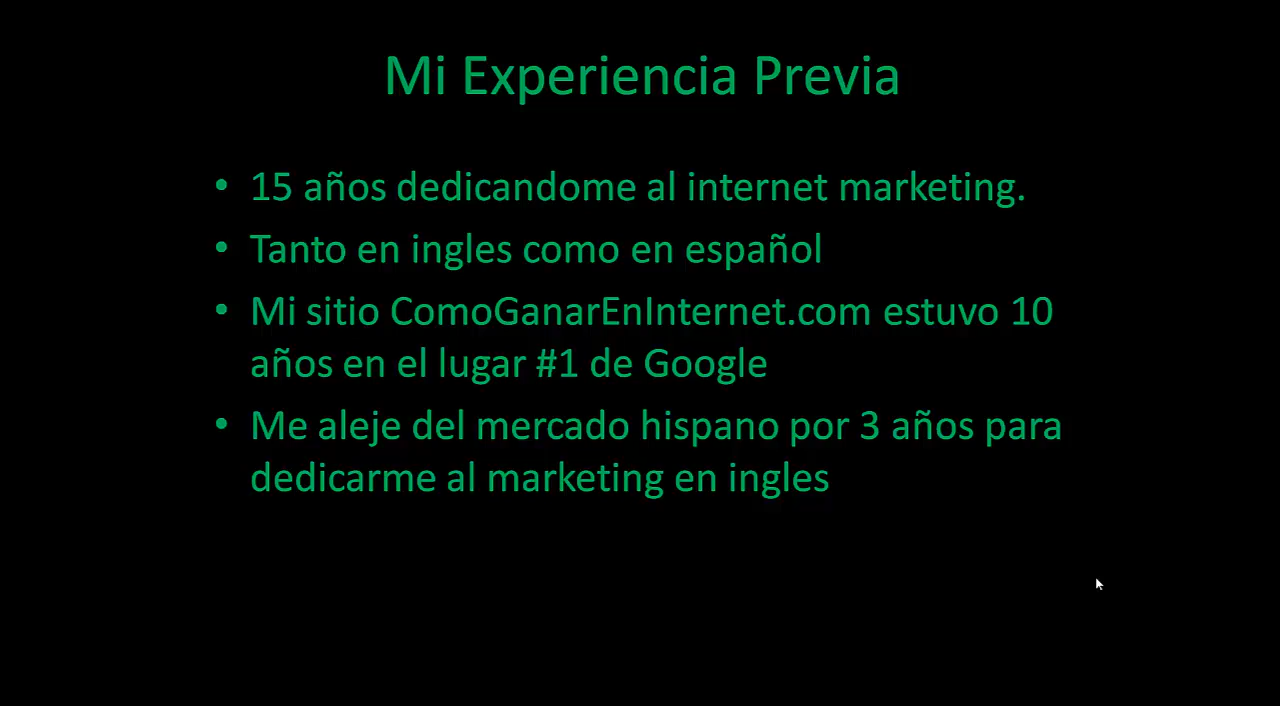 Mi Experiencia Previa
• 15 años dedicandome al internet marketing.
• Tanto en ingles como en español
• Mi sitio ComoGanarEnInternet.com estuvo 10
años en el lugar #1 de Google
• Me aleje del mercado hispano por 3 años para
dedicarme al marketing en ingles